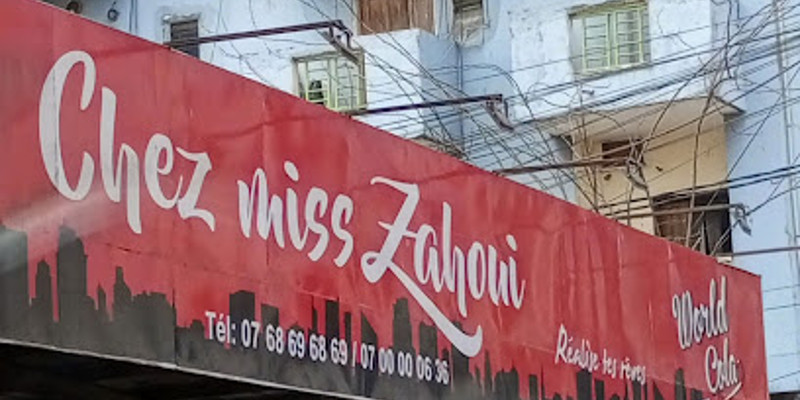 Chez miss Zahoui
Tél: 07 68 69 68 69 / 07 00 00 06 36
Réalise tes rêves
World
Cola